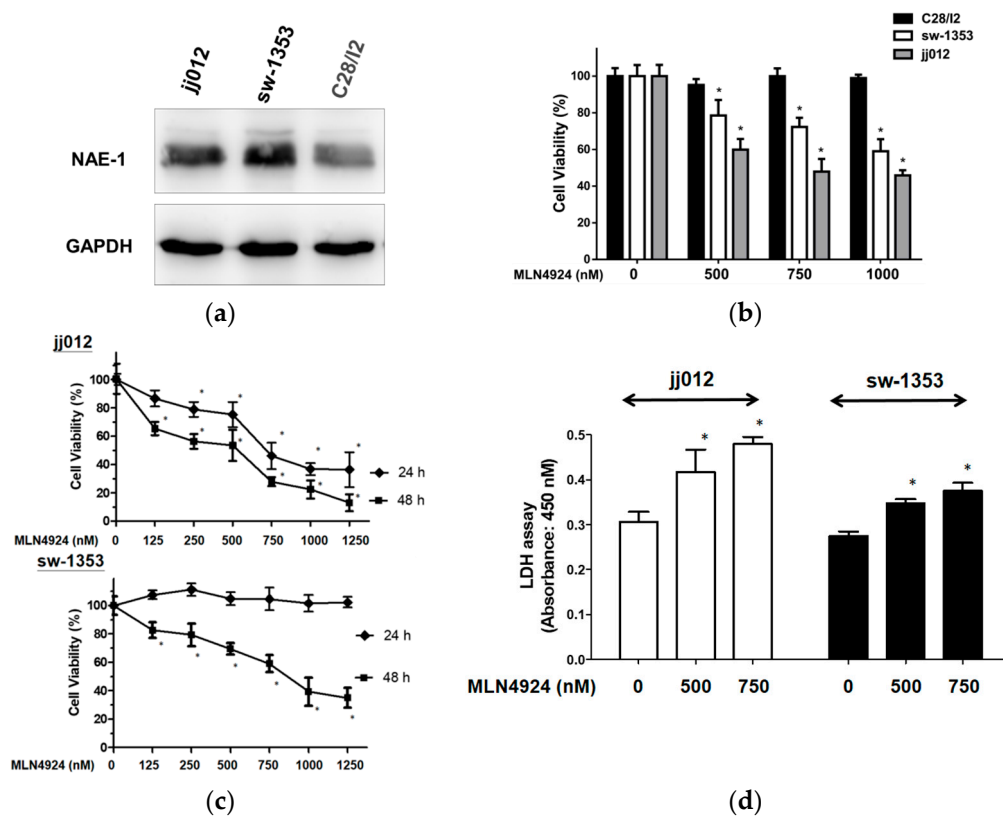 jj012 sw-1353 C28/I2
NAE-1
GAPDH
(a)
C28/I2
sw-1353
jj012
Cell Viability (%)
100
80
60
40
20
0
* * * * * *
MLN4924 (nM) 0 500 750 1000
(b)
jj012
Cell Viability (%)
100
80
60
40
20
0
* * * * *
* * * * * *
24 h
48 h
MLN4924 (nM) 0 125 250 500 750 1000 1250
sw-1353
Cell Viability (%)
100
80
60
40
20
0
* * * * * *
24 h
48 h
MLN4924 (nM) 0 125 250 500 750 1000 1250
(c)
jj012 sw-1353
LDH assay
(Absorbance: 450 nM)
0.5
0.4
0.3
0.2
0.1
0.0
* * * *
MLN4924 (nM) 0 500 750 0 500 750
(d)